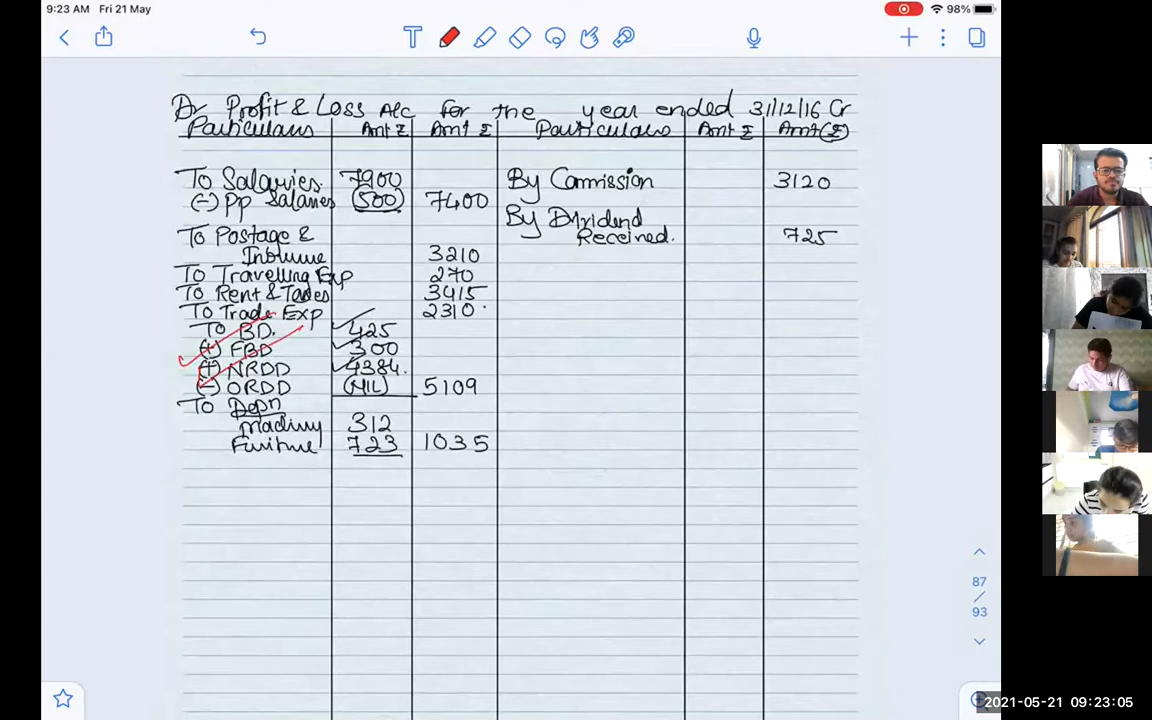 9:23 AM Fri 21 May
98%
Dr Profit & Loss A/c for the year ended 31/12/16 Cr
Particulars Amt ₹ Amt ₹ Particulars Amt ₹ Amt (₹)
To Salaries. 7900 By Commission 3120
(-) PP Salaries (500) 7400
By Dividend
To Postage & Received. 725
Insurance 3210
To Travelling Exp 270
To Rent & Taxes 3415
To Trade Exp 2310
To BD. 425
(+) FBD 300
(+) NRDD 4384.
(-) ORDD (NIL) 5109
To Depn
Machinery 312
Furniture 723 1035
87
/
93
2021-05-21 09:23:05